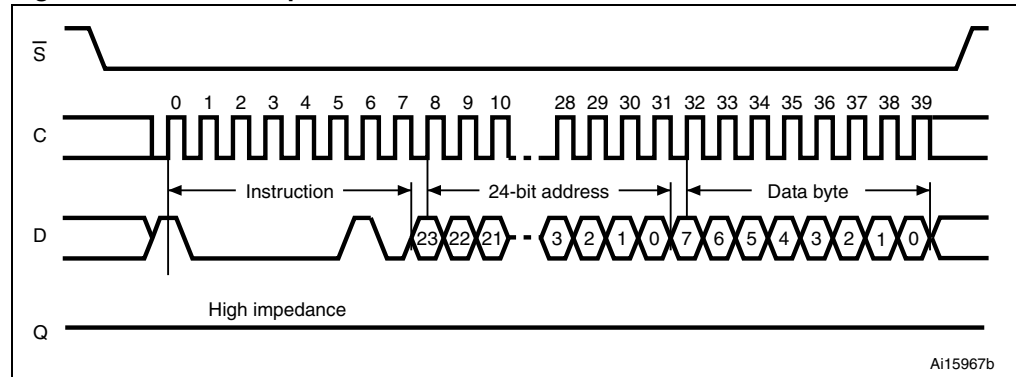 S
0 1 2 3 4 5 6 7 8 9 10 28 29 30 31 32 33 34 35 36 37 38 39
C
Instruction 24-bit address Data byte
D
23 22 21 3 2 1 0 7 6 5 4 3 2 1 0
High impedance
Q
Ai15967b